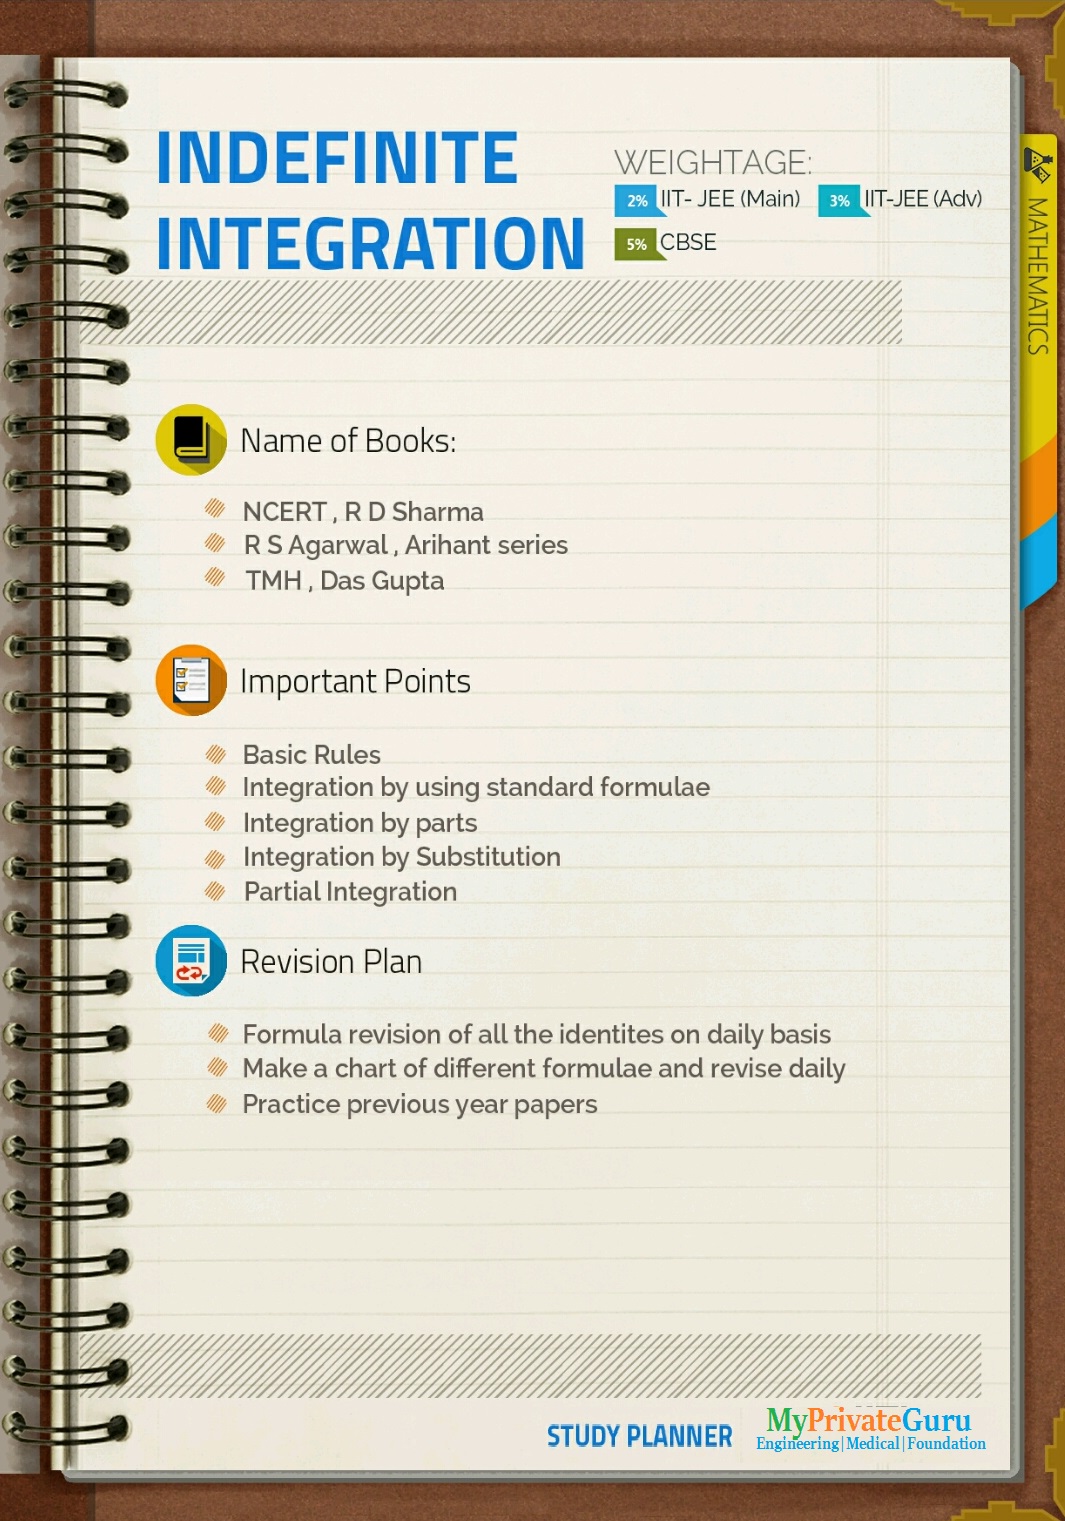 INDEFINITE
INTEGRATION
WEIGHTAGE:
2% IIT- JEE (Main) 3% IIT-JEE (Adv)
5% CBSE
MATHEMATICS
Name of Books:
NCERT , R D Sharma
R S Agarwal , Arihant series
TMH , Das Gupta
Important Points
Basic Rules
Integration by using standard formulae
Integration by parts
Integration by Substitution
Partial Integration
Revision Plan
Formula revision of all the identites on daily basis
Make a chart of different formulae and revise daily
Practice previous year papers
STUDY PLANNER
MyPrivateGuru
Engineering|Medical|Foundation